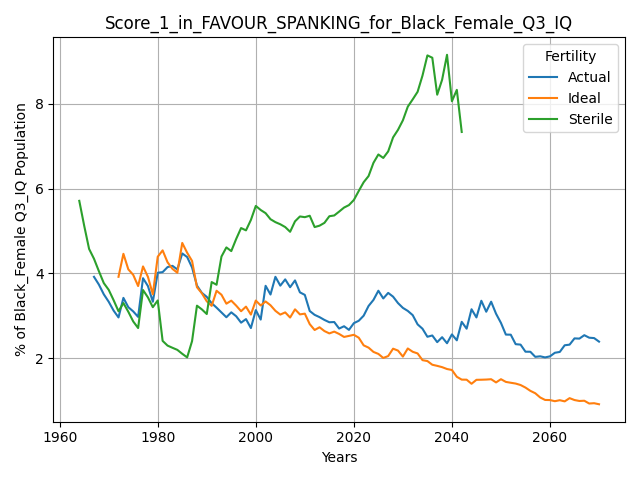 Score_1_in_FAVOUR_SPANKING_for_Black_Female_Q3_IQ
Fertility
Actual
Ideal
Sterile
% of Black_Female Q3_IQ Population
8
6
4
2
1960
1980
2000
2020
2040
2060
Years